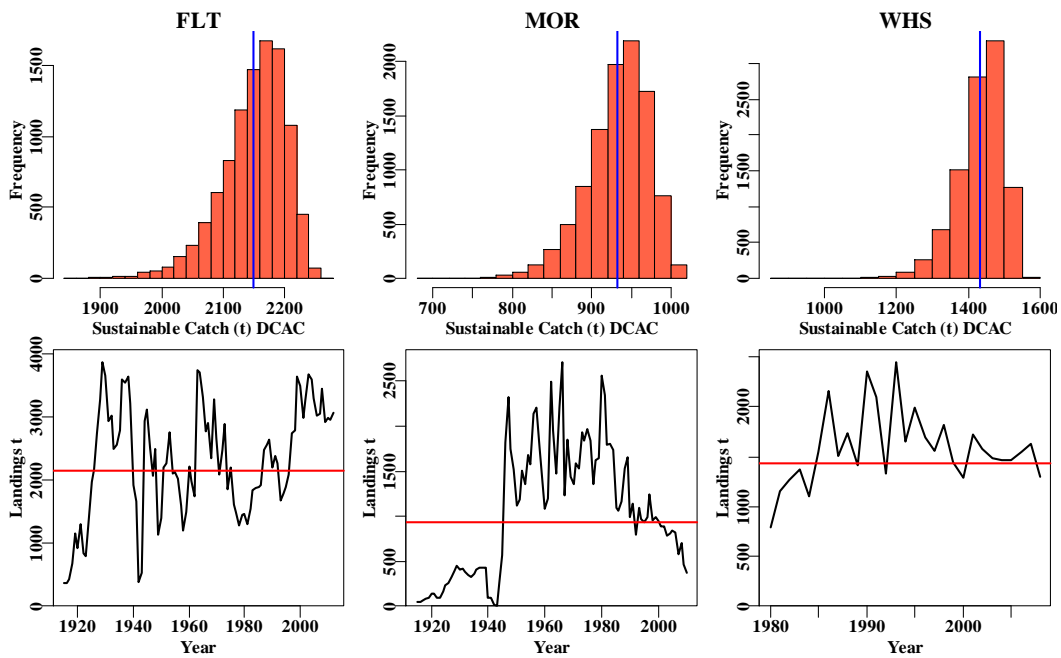 FLT
MOR
WHS
Frequency
0 500 1000 1500
1900 2000 2100 2200
Sustainable Catch (t) DCAC
Frequency
0 500 1000 1500 2000
700 800 900 1000
Sustainable Catch (t) DCAC
Frequency
0 500 1500 2500
1000 1200 1400 1600
Sustainable Catch (t) DCAC
Landings t
0 1000 2000 3000 4000
1920 1940 1960 1980 2000
Year
Landings t
0 500 1500 2500
1920 1940 1960 1980 2000
Year
Landings t
0 500 1000 2000
1980 1990 2000
Year